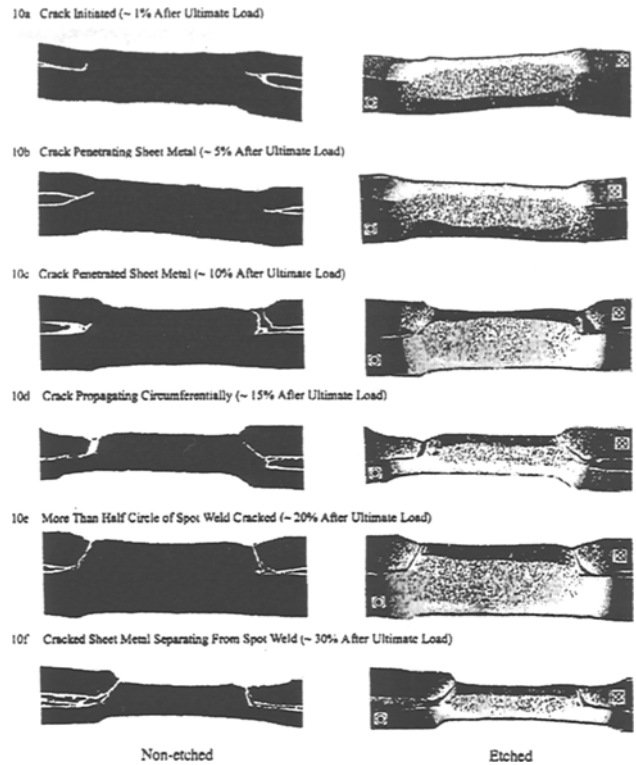 10a Crack Initiated (~ 1% After Ultimate Load)
10b Crack Penetrating Sheet Metal (~ 5% After Ultimate Load)
10c Crack Penetrated Sheet Metal (~ 10% After Ultimate Load)
10d Crack Propagating Circumferentially (~ 15% After Ultimate Load)
10e More Than Half Circle of Spot Weld Cracked (~ 20% After Ultimate Load)
10f Cracked Sheet Metal Separating From Spot Weld (~ 30% After Ultimate Load)
Non-etched
Etched